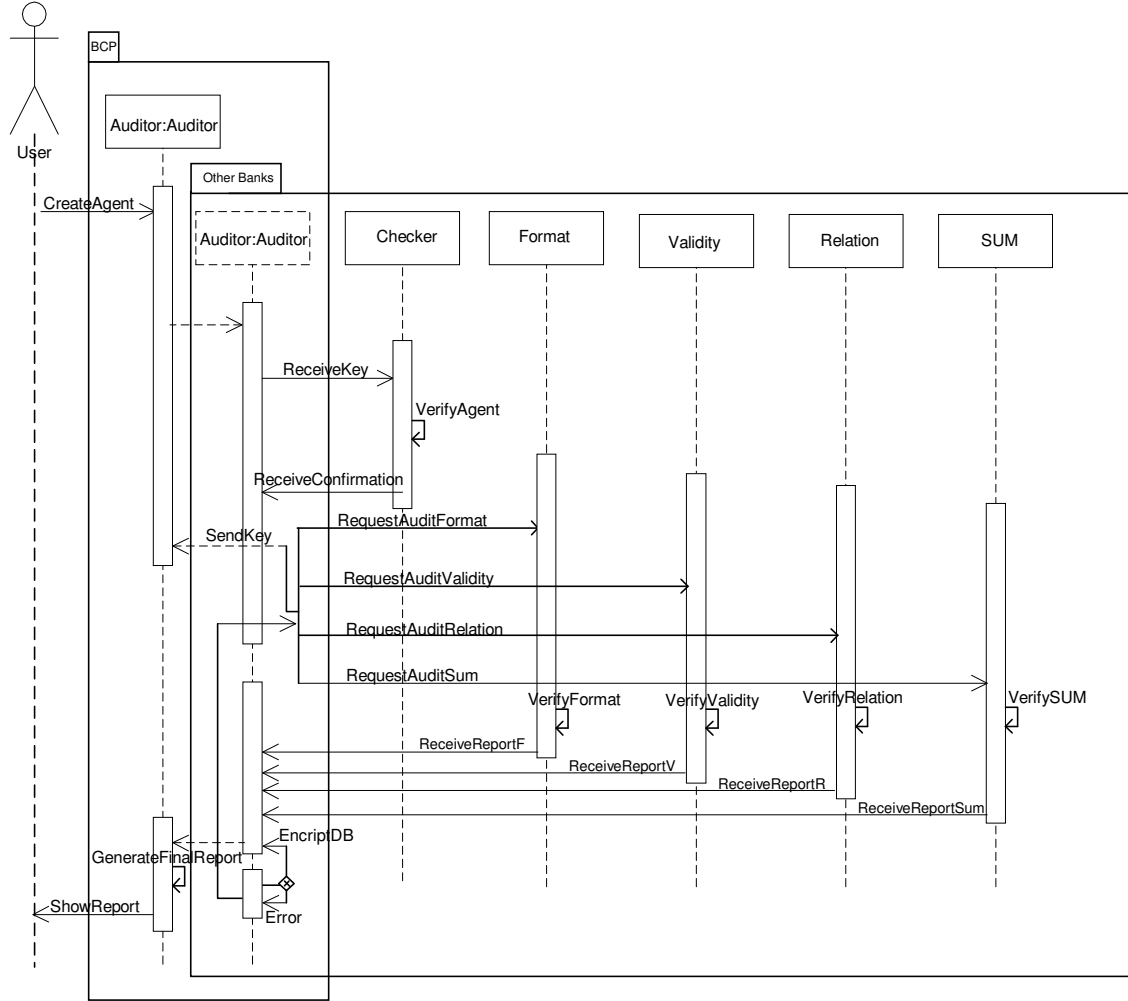 BCP
Auditor:Auditor
User
Other Banks
CreateAgent
Auditor:Auditor
Checker
Format
Validity
Relation
SUM
ReceiveKey
VerifyAgent
ReceiveConfirmation
RequestAuditFormat
SendKey
RequestAuditValidity
RequestAuditRelation
RequestAuditSum
VerifyFormat
VerifyValidity
VerifyRelation
VerifySUM
ReceiveReportF
ReceiveReportV
ReceiveReportR
ReceiveReportSum
EncriptDB
GenerateFinalReport
ShowReport
Error